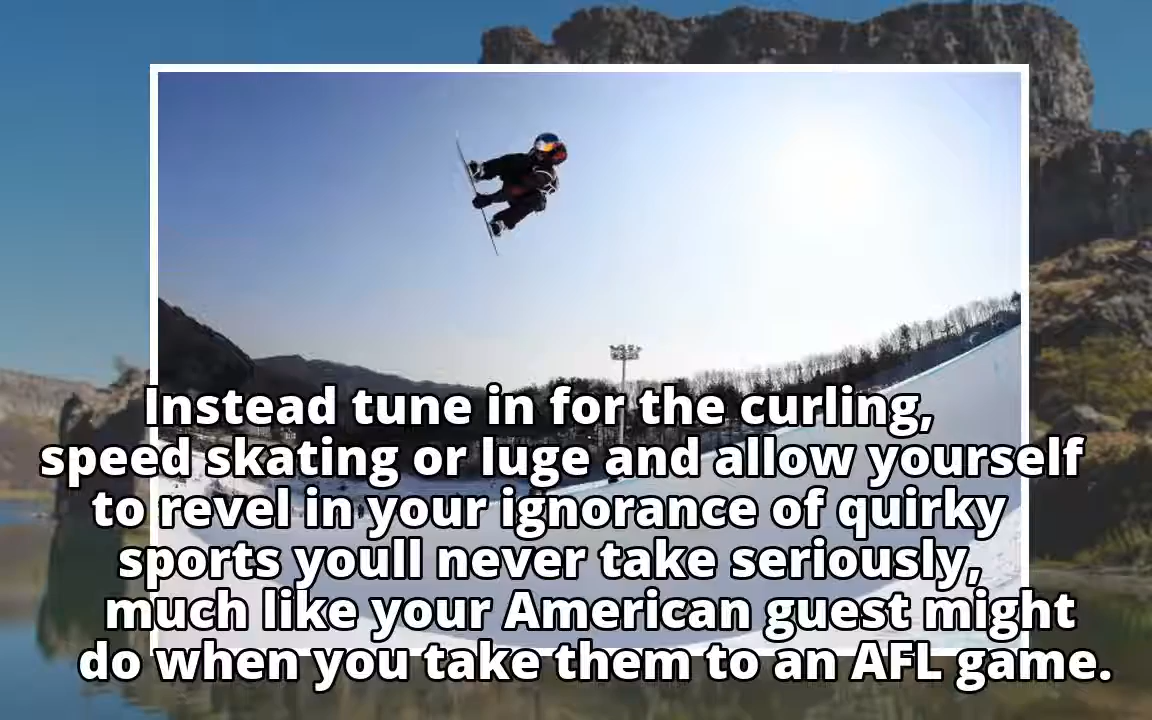 Instead tune in for the curling,
speed skating or luge and allow yourself
to revel in your ignorance of quirky
sports youll never take seriously,
much like your American guest might
do when you take them to an AFL game.